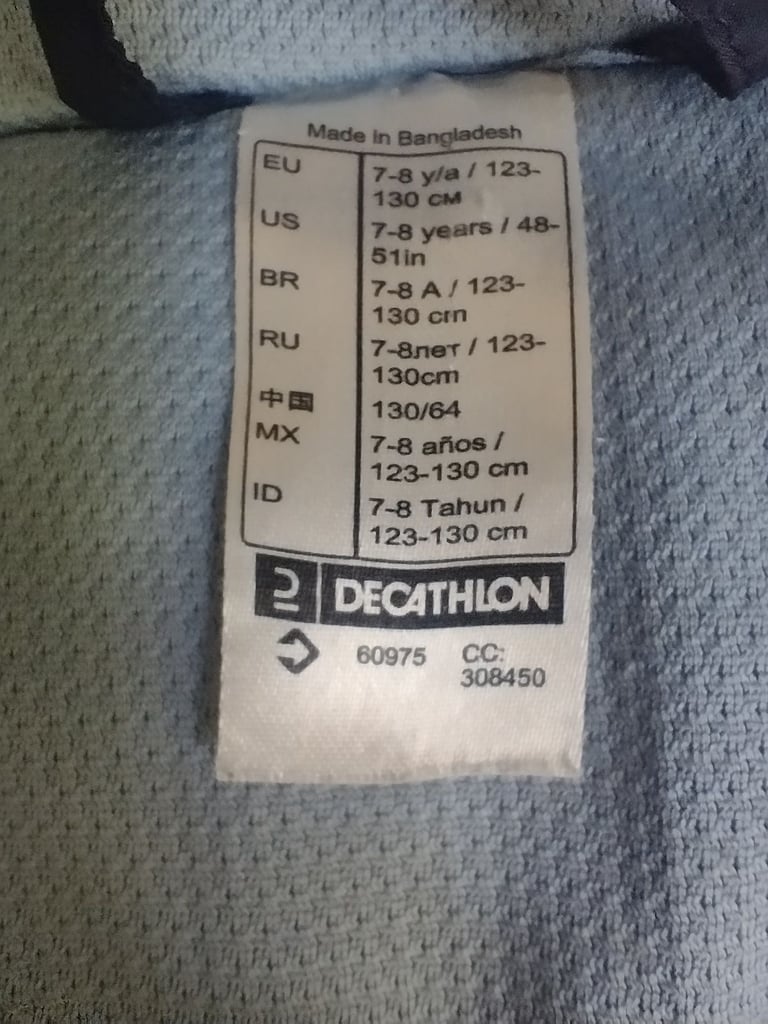 Made in Bangladesh
EU 7-8 y/a / 123-
130 см
US 7-8 years / 48-
51in
BR 7-8 A / 123-
130 cm
RU 7-8лет / 123-
130cm
中国 130/64
MX 7-8 años /
123-130 cm
ID 7-8 Tahun /
123-130 cm
DECATHLON
60975 CC:
308450